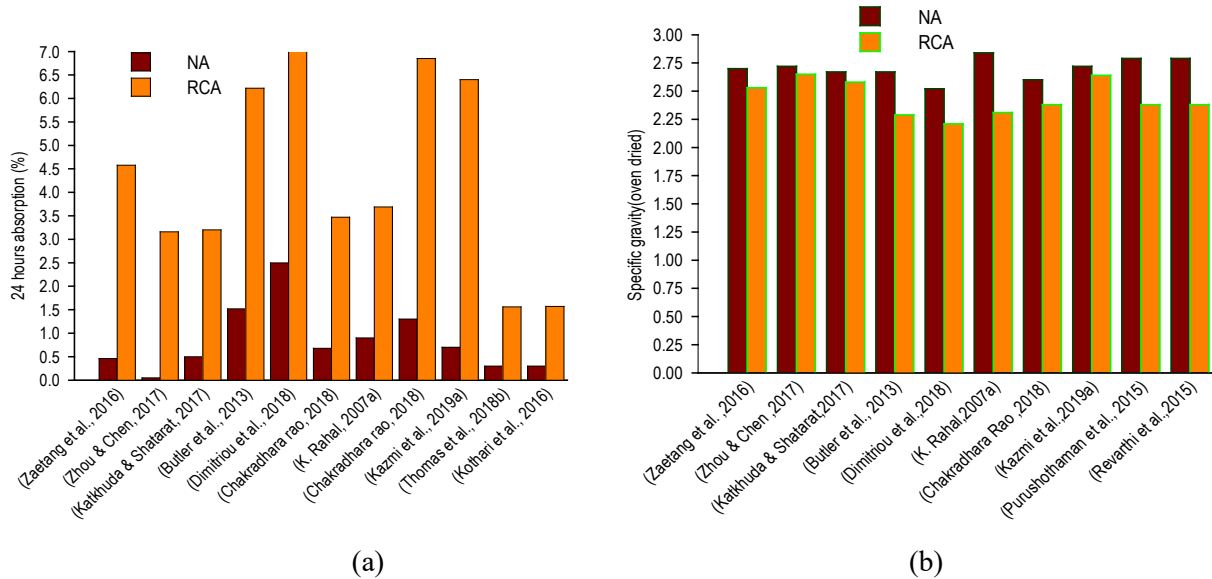 NA
RCA
24 hours absorption (%)
7.0
6.5
6.0
5.5
5.0
4.5
4.0
3.5
3.0
2.5
2.0
1.5
1.0
0.5
0.0
(Zaetang et al., 2016)
(Zhou & Chen, 2017)
(Katkhuda & Shatarat, 2017)
(Butler et al., 2013)
(Dimitriou et al., 2018)
(Chakradhara rao, 2018)
(K. Rahal, 2007a)
(Chakradhara rao, 2018)
(Kazmi et al., 2019a)
(Thomas et al., 2018b)
(Kothari et al., 2016)
(a)
NA
RCA
Specific gravity(oven dried)
3.00
2.75
2.50
2.25
2.00
1.75
1.50
1.25
1.00
0.75
0.50
0.25
0.00
(Zaetang et al. ,2016)
(Zhou & Chen, 2017)
(Katkhuda & Shatarat,2017)
(Butler et al., 2013)
(Dimitriou et al.,2018)
(K. Rahal,2007a)
(Chakradhara Rao ,2018)
(Kazmi et al.,2019a)
(Purushothaman et al., 2015)
(Revarthi et al.,2015)
(b)